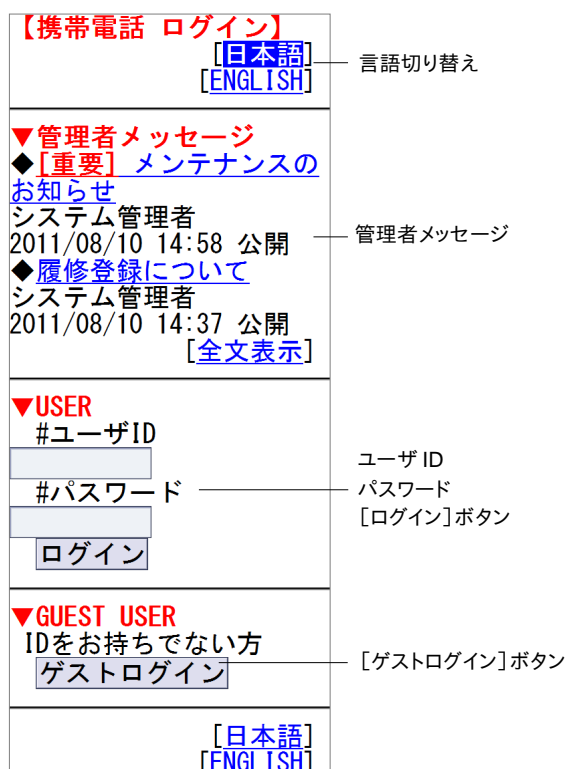 【携帯電話 ログイン】
[日本語]
[ENGLISH]
言語切り替え
▼管理者メッセージ
◆[重要] メンテナンスの
お知らせ
システム管理者
2011/08/10 14:58 公開
管理者メッセージ
◆履修登録について
システム管理者
2011/08/10 14:37 公開
[全文表示]
▼USER
#ユーザID
#パスワード
ログイン
ユーザ ID
パスワード
［ログイン］ボタン
▼GUEST USER
IDをお持ちでない方
ゲストログイン
［ゲストログイン］ボタン
[日本語]
[ENGLISH]